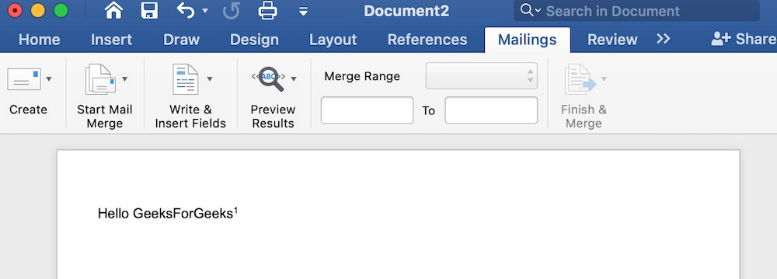 Document2
Search in Document
Home Insert Draw Design Layout References Mailings Review >> Share
Merge Range
<<ABC>>
Create Start Mail Merge Write & Insert Fields Preview Results To Finish & Merge
Hello GeeksForGeeks¹